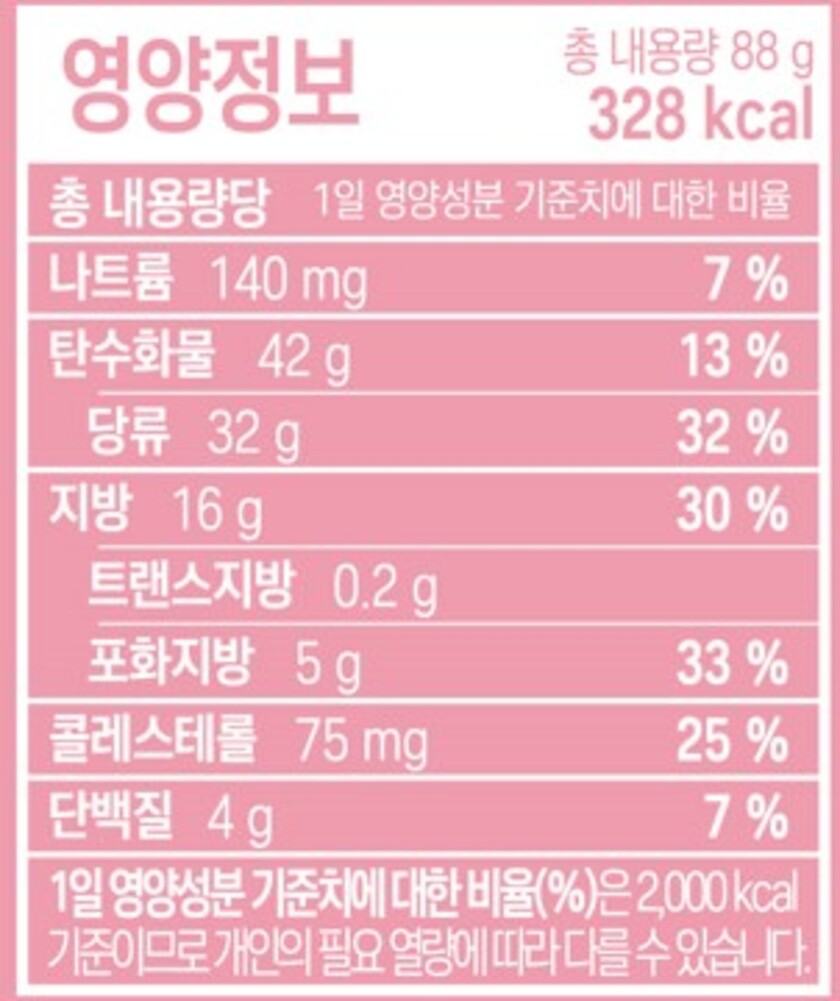 영양정보
총 내용량 88 g
328 kcal
총 내용량당 1일 영양성분 기준치에 대한 비율
나트륨 140 mg 7 %
탄수화물 42 g 13 %
당류 32 g 32 %
지방 16 g 30 %
트랜스지방 0.2 g
포화지방 5 g 33 %
콜레스테롤 75 mg 25 %
단백질 4 g 7 %
1일 영양성분 기준치에 대한 비율(%)은 2,000 kcal
기준이므로 개인의 필요 열량에 따라 다를 수 있습니다.